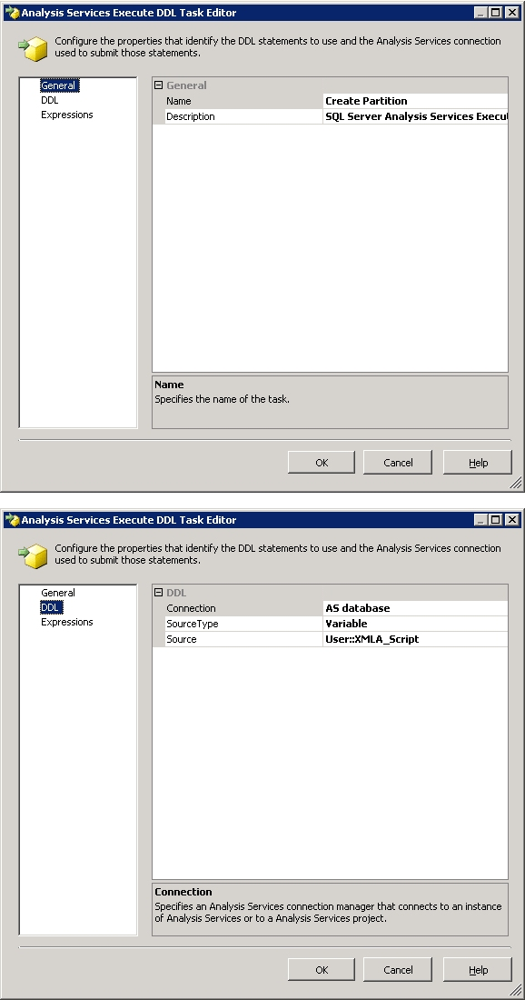 Analysis Services Execute DDL Task Editor
Configure the properties that identify the DDL statements to use and the Analysis Services connection
used to submit those statements.
General
DDL
Expressions
General
Name Create Partition
Description SQL Server Analysis Services Execut
Name
Specifies the name of the task.
OK Cancel Help
Analysis Services Execute DDL Task Editor
Configure the properties that identify the DDL statements to use and the Analysis Services connection
used to submit those statements.
General
DDL
Expressions
DDL
Connection AS database
SourceType Variable
Source User::XMLA_Script
Connection
Specifies an Analysis Services connection manager that connects to an instance
of Analysis Services or to a Analysis Services project.
OK Cancel Help